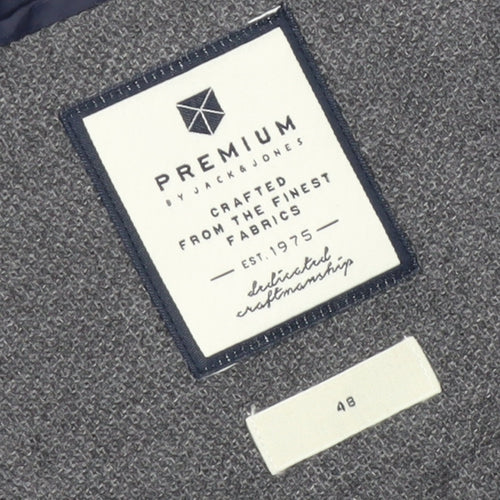 PREMIUM
BY JACK&JONES
CRAFTED
FROM THE FINEST
FABRICS
EST. 1975
dedicated
craftmanship
48